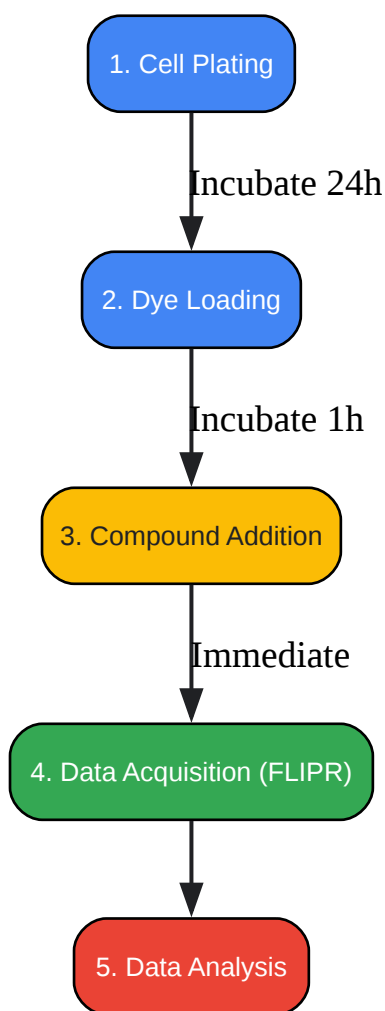 1. Cell Plating
Incubate 24h
2. Dye Loading
Incubate 1h
3. Compound Addition
Immediate
4. Data Acquisition (FLIPR)
5. Data Analysis